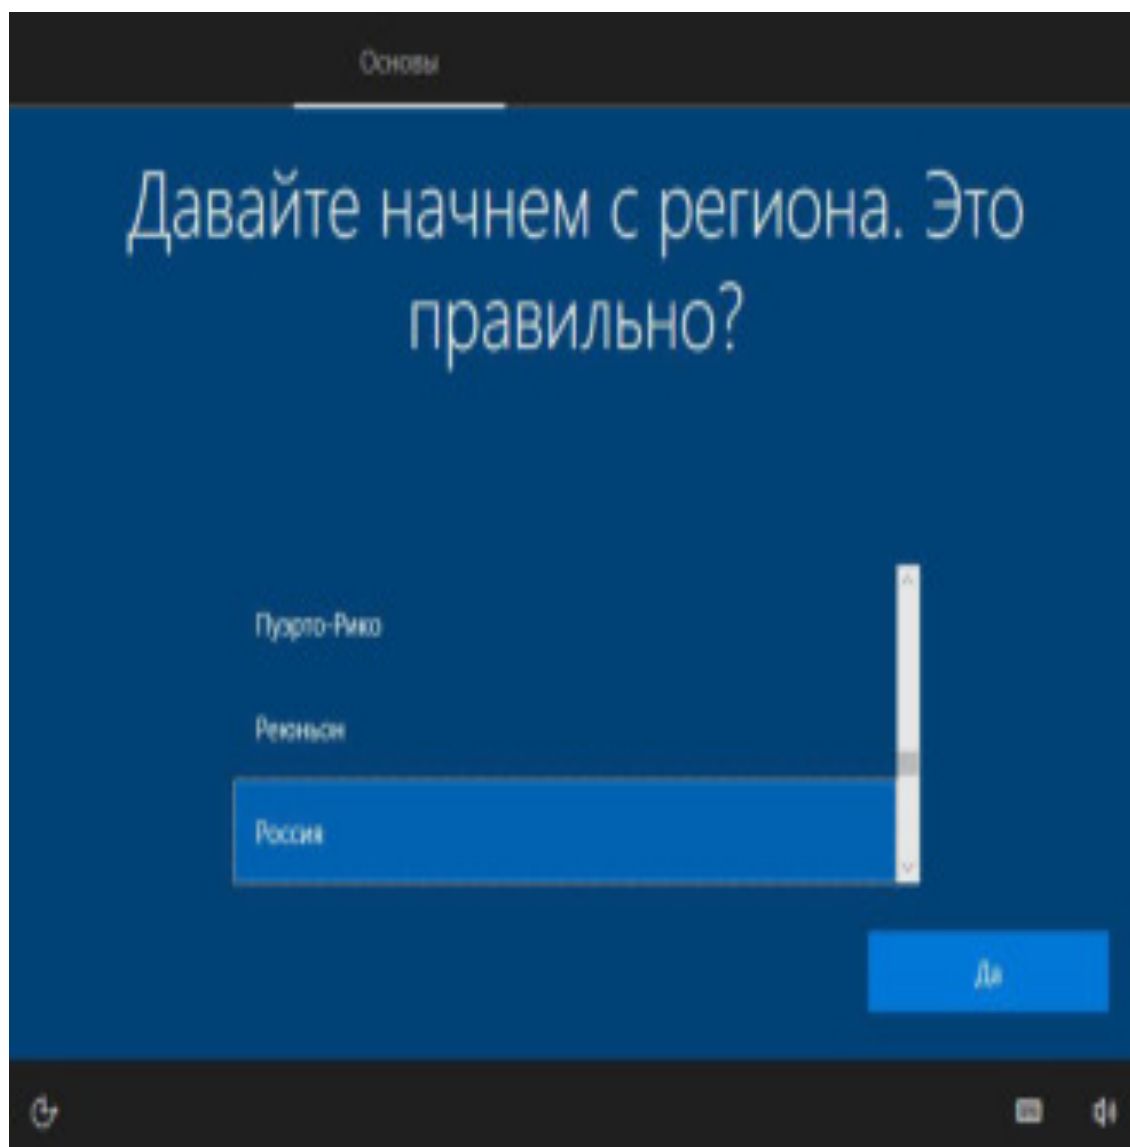 Основы
Давайте начнем с региона. Это
правильно?
Пуэрто-Рико
Реюньон
Россия
Да